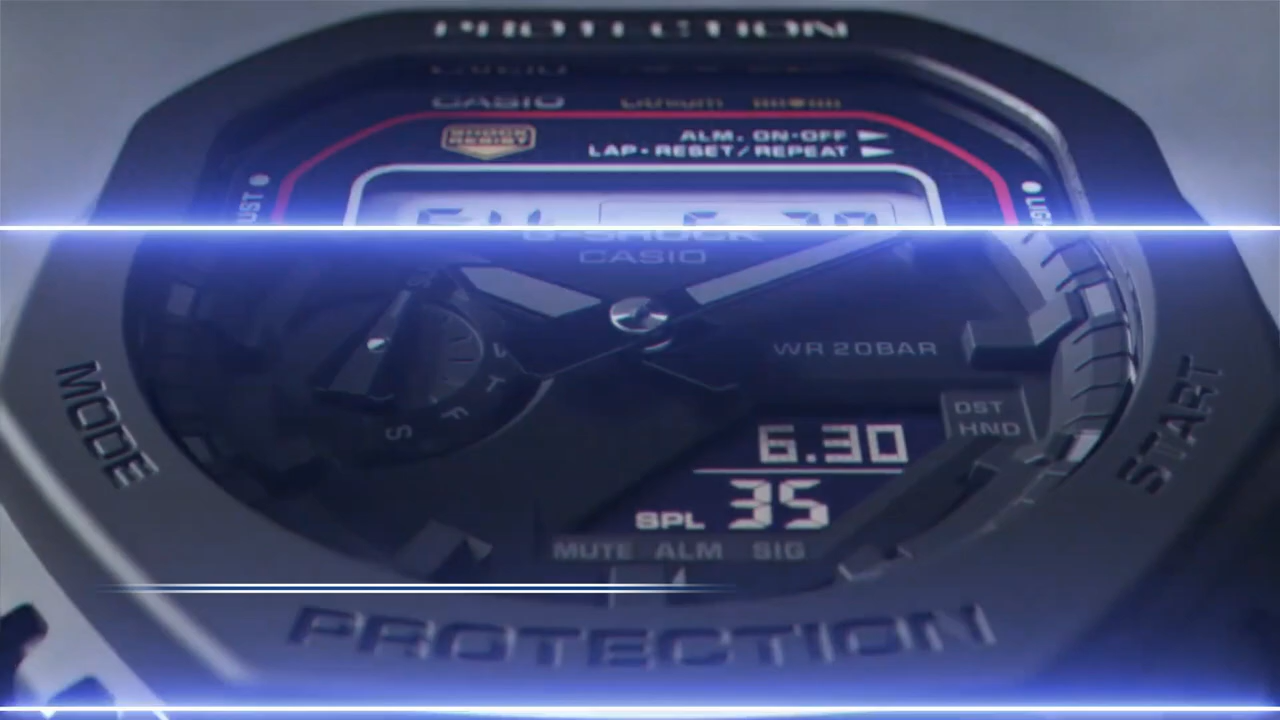 PROTECTION
CASIO Lithium
SHOCK RESIST
ALM. ON·OFF
LAP·RESET/REPEAT
G-SHOCK
CASIO
WR 20BAR
DST
HND
6.30
35
SPL
MUTE ALM SIG
T
F
S
MODE
START
PROTECTION